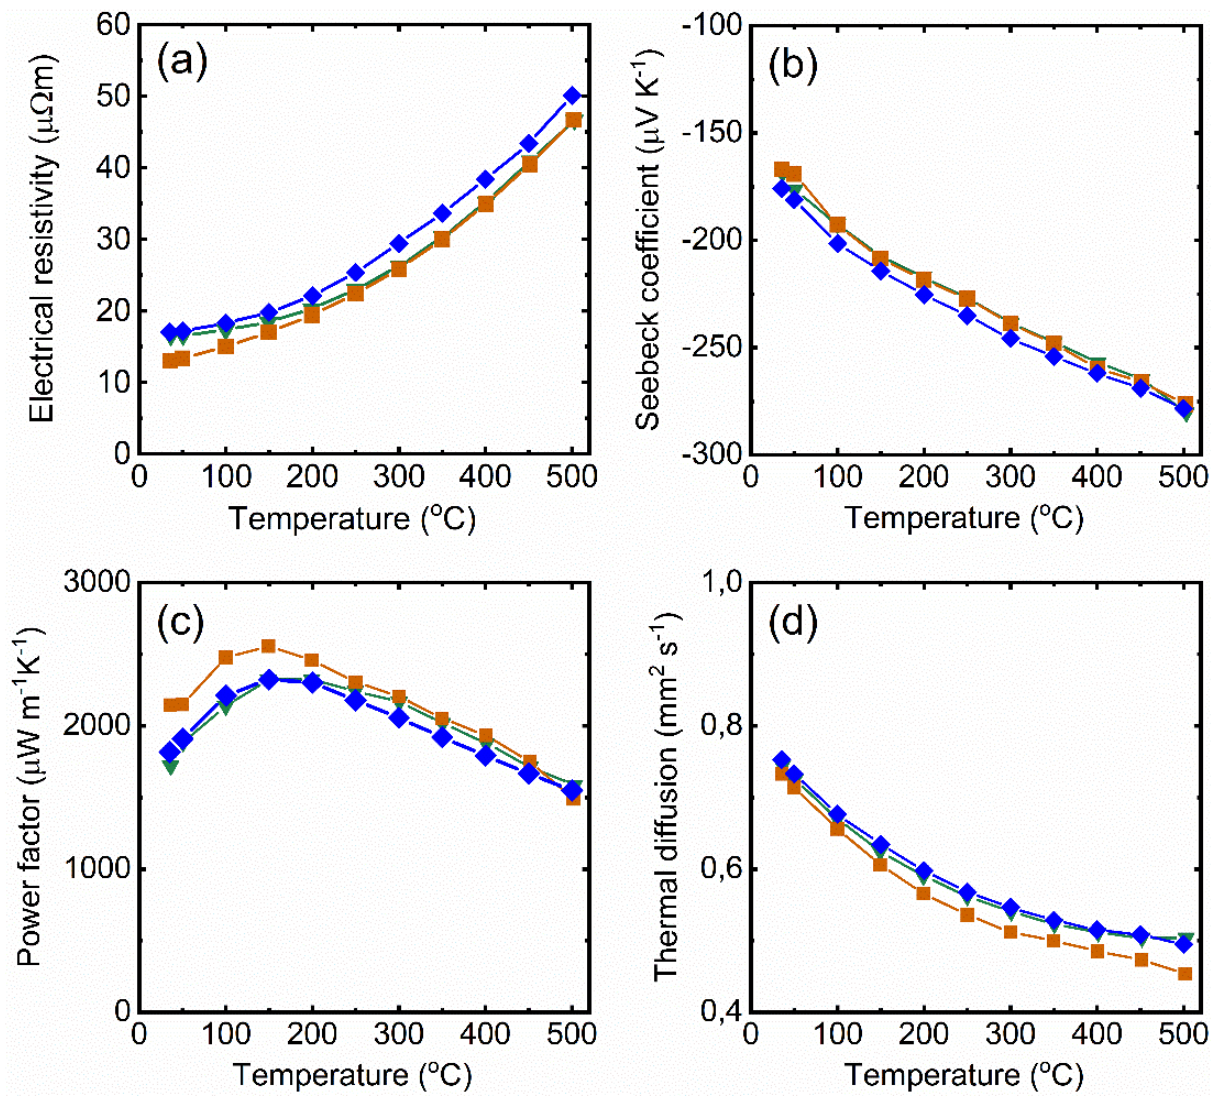 (a)
Electrical resistivity (μΩm)
60
50
40
30
20
10
0
0 100 200 300 400 500
Temperature (°C)
(b)
Seebeck coefficient (μV K⁻¹)
-100
-150
-200
-250
-300
0 100 200 300 400 500
Temperature (°C)
(c)
Power factor (μW m⁻¹K⁻¹)
3000
2000
1000
0
0 100 200 300 400 500
Temperature (°C)
(d)
Thermal diffusion (mm² s⁻¹)
1,0
0,8
0,6
0,4
0 100 200 300 400 500
Temperature (°C)